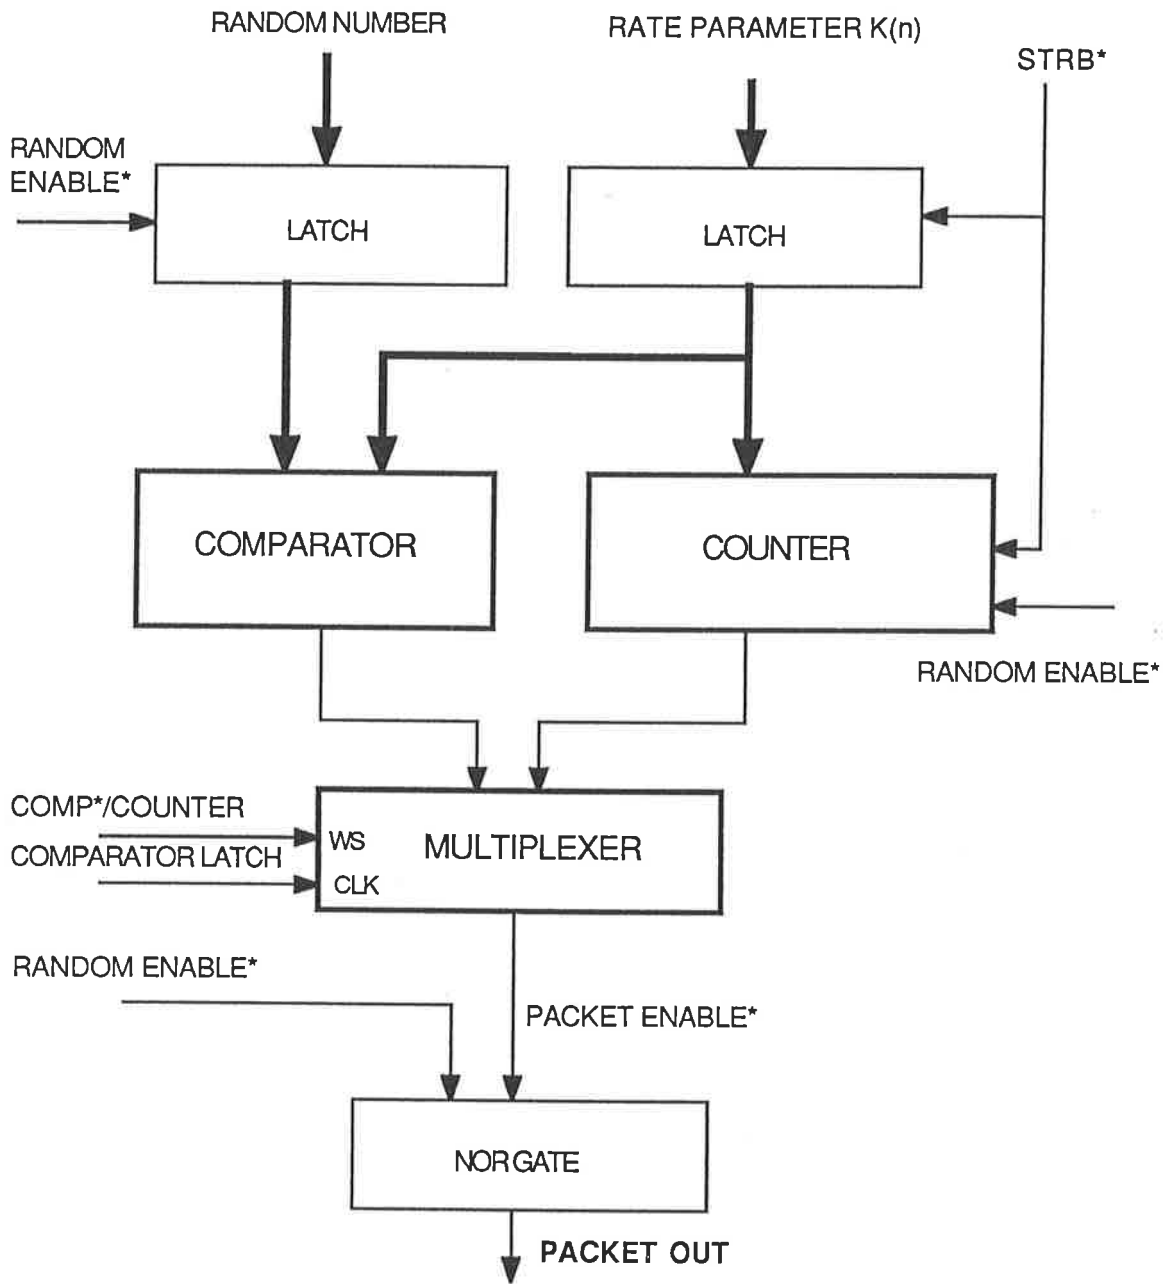 RANDOM NUMBER
RATE PARAMETER K(n)
STRB*
RANDOM
ENABLE*
LATCH
LATCH
COMPARATOR
COUNTER
RANDOM ENABLE*
COMP*/COUNTER
WS
MULTIPLEXER
COMPARATOR LATCH
CLK
RANDOM ENABLE*
PACKET ENABLE*
NOR GATE
PACKET OUT